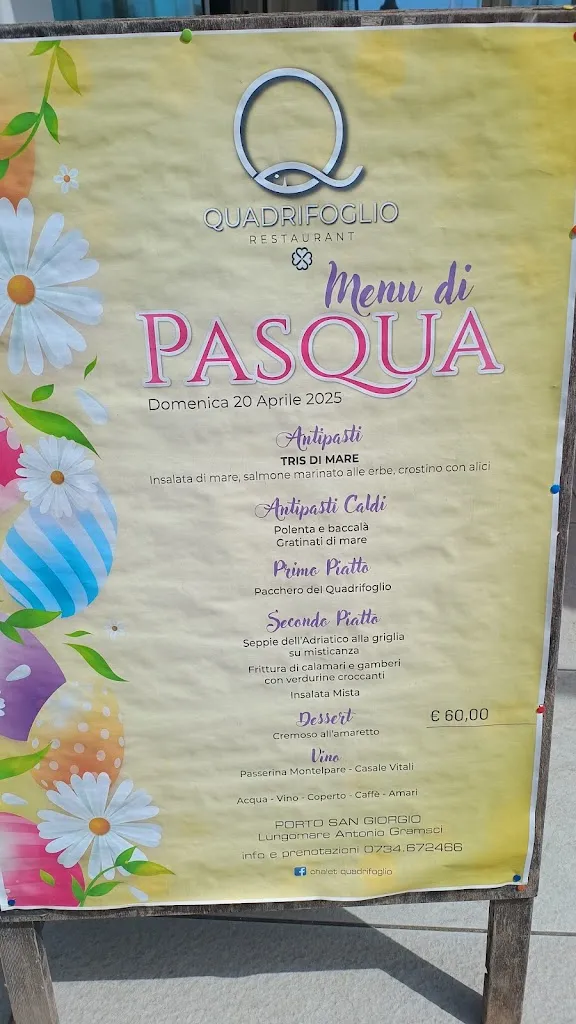 QUADRIFOGLIO
RESTAURANT
Menu di
PASQUA
Domenica 20 Aprile 2025
Antipasti
TRIS DI MARE
Insalata di mare, salmone marinato alle erbe, crostino con alici
Antipasti Caldi
Polenta e baccalà
Gratinati di mare
Primo Piatto
Pacchero del Quadrifoglio
Secondo Piatto
Seppie dell'Adriatico alla griglia
su misticanza
Frittura di calamari e gamberi
con verdurine croccanti
Insalata Mista
Dessert
€ 60,00
Cremoso all'amaretto
Vino
Passerina Montelpare - Casale Vitali
Acqua - Vino - Coperto - Caffè - Amari
PORTO SAN GIORGIO
Lungomare Antonio Gramsci
info e prenotazioni 0734.672466
f chalet quadrifoglio